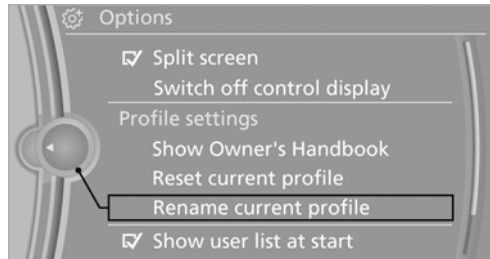 Options
Split screen
Switch off control display
Profile settings
Show Owner's Handbook
Reset current profile
Rename current profile
Show user list at start